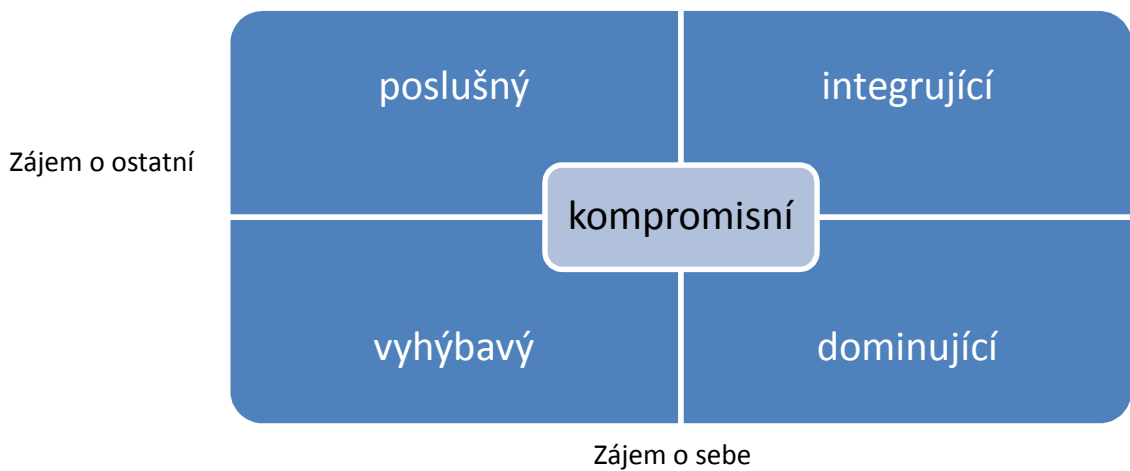 poslušný
integrující
Zájem o ostatní
kompromisní
vyhýbavý
dominující
Zájem o sebe